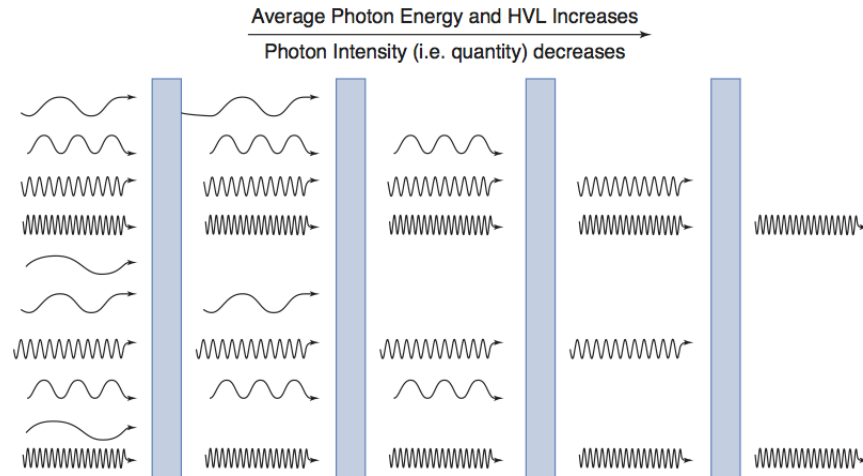 Average Photon Energy and HVL Increases
Photon Intensity (i.e. quantity) decreases